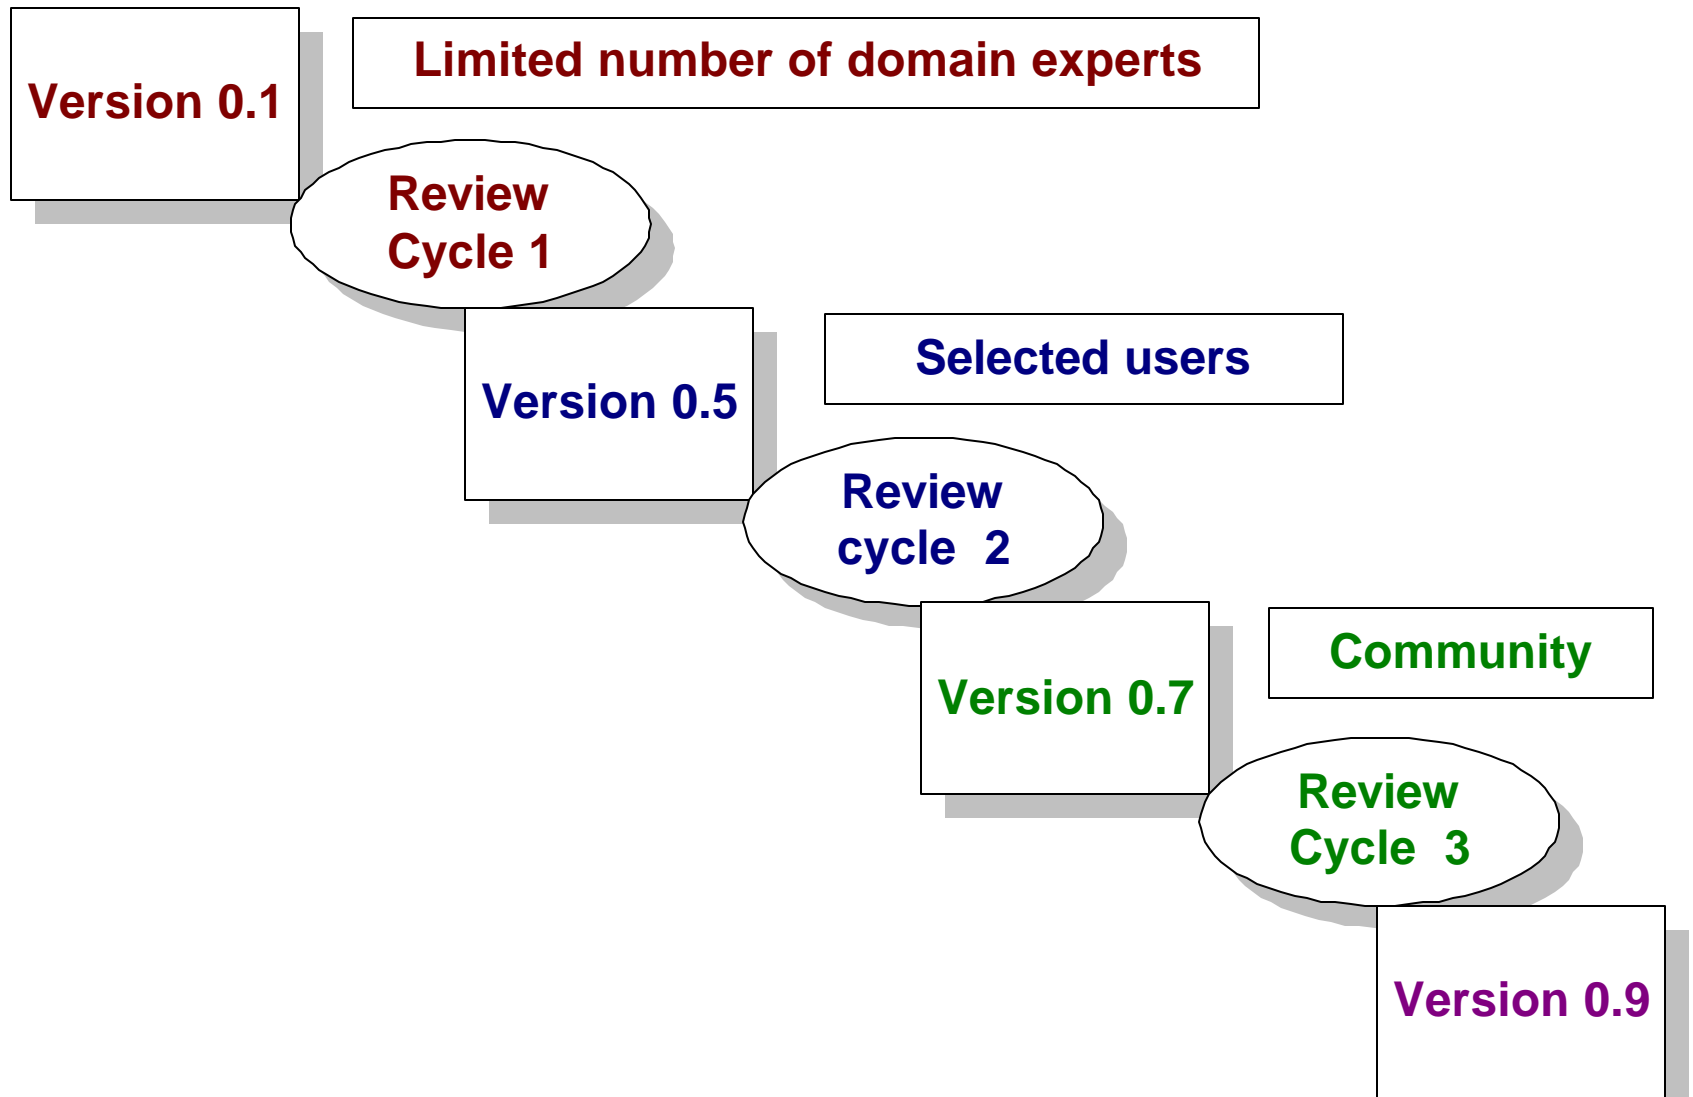 Limited number of domain experts
Version 0.1
Review
Cycle 1
Selected users
Version 0.5
Review
cycle  2
Community
Version 0.7
Review
Cycle  3
Version 0.9